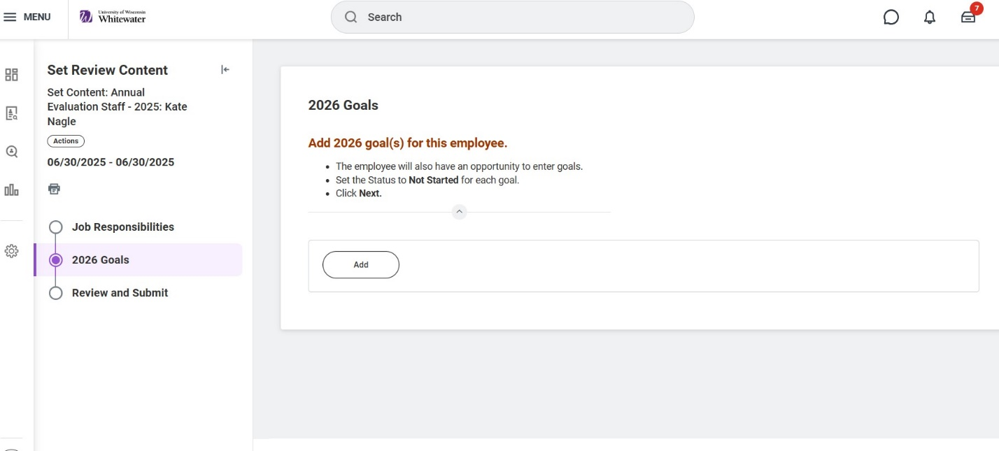 MENU
University of Wisconsin
Whitewater
Search
7
Set Review Content
Set Content: Annual
Evaluation Staff - 2025: Kate
Nagle
Actions
06/30/2025 - 06/30/2025
Job Responsibilities
2026 Goals
Review and Submit
2026 Goals
Add 2026 goal(s) for this employee.
• The employee will also have an opportunity to enter goals.
• Set the Status to Not Started for each goal.
• Click Next.
Add